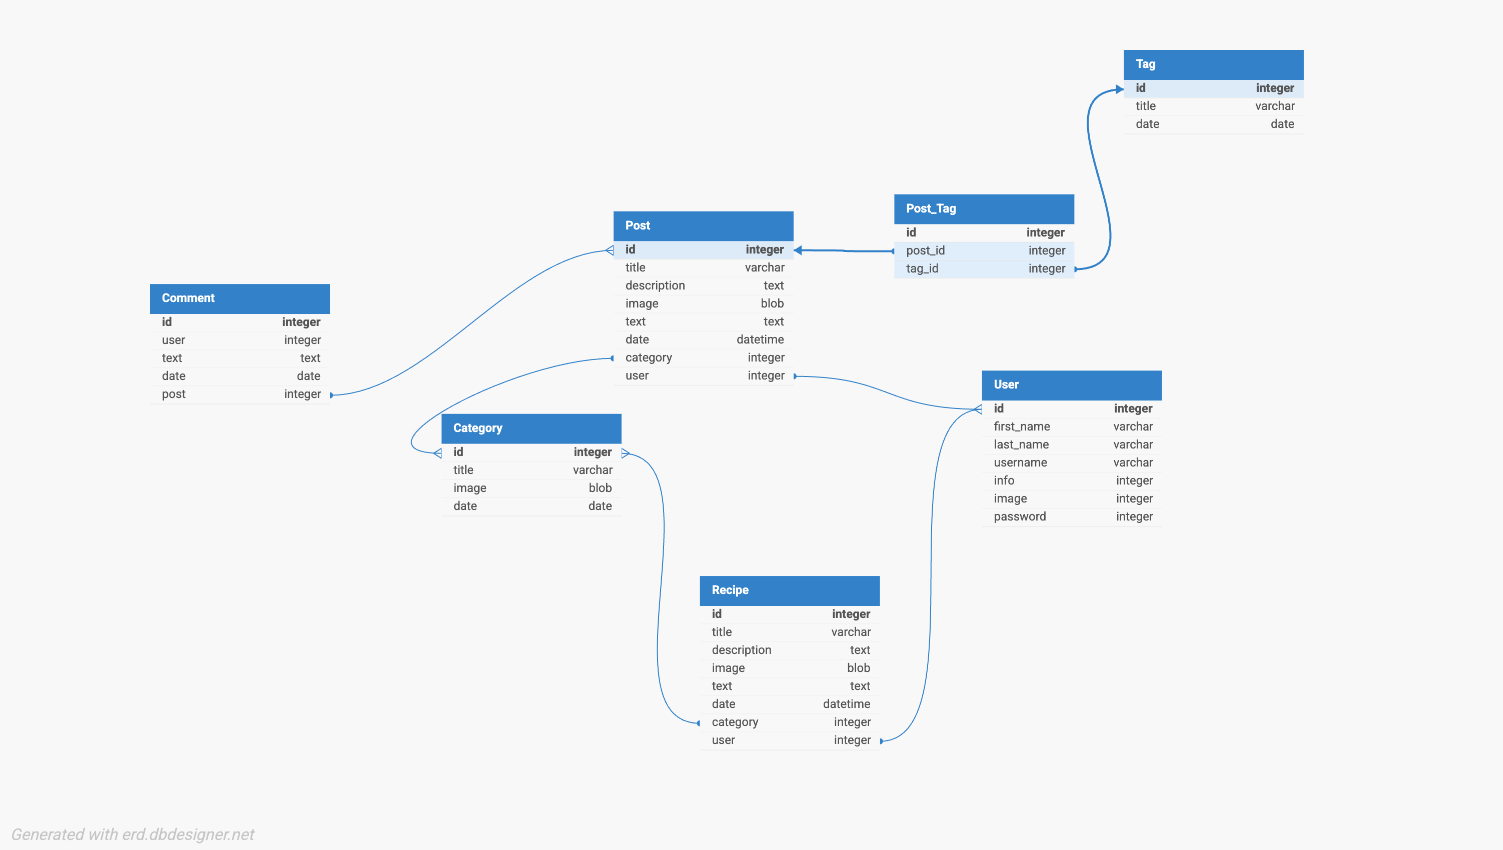 Tag
id integer
title varchar
date date
Post_Tag
id integer
post_id integer
tag_id integer
Post
id integer
title varchar
description text
image blob
text text
date datetime
category integer
user integer
Comment
id integer
user integer
text text
date date
post integer
User
id integer
first_name varchar
last_name varchar
username varchar
info integer
image integer
password integer
Category
id integer
title varchar
image blob
date date
Recipe
id integer
title varchar
description text
image blob
text text
date datetime
category integer
user integer
Generated with erd.dbdesigner.net